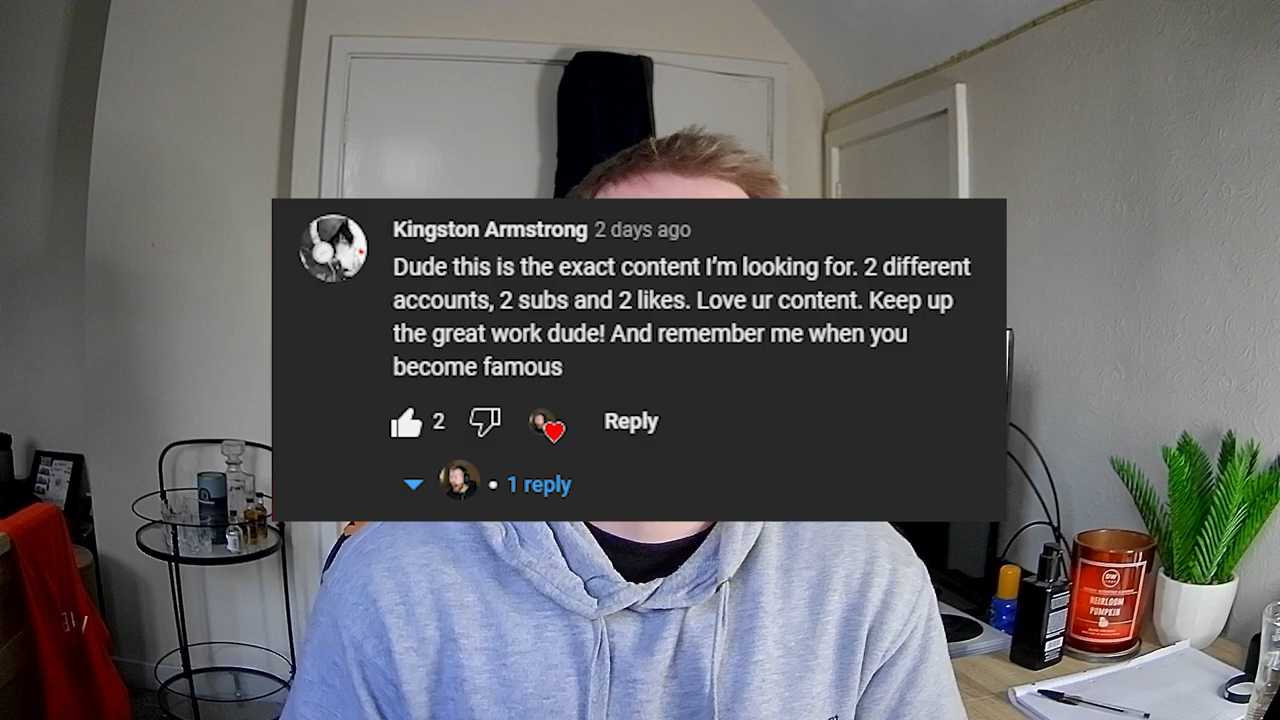 Kingston Armstrong 2 days ago
Dude this is the exact content I'm looking for. 2 different
accounts, 2 subs and 2 likes. Love ur content. Keep up
the great work dude! And remember me when you
become famous
2 Reply
• 1 reply
DW
HEIRLOOM
PUMPKIN